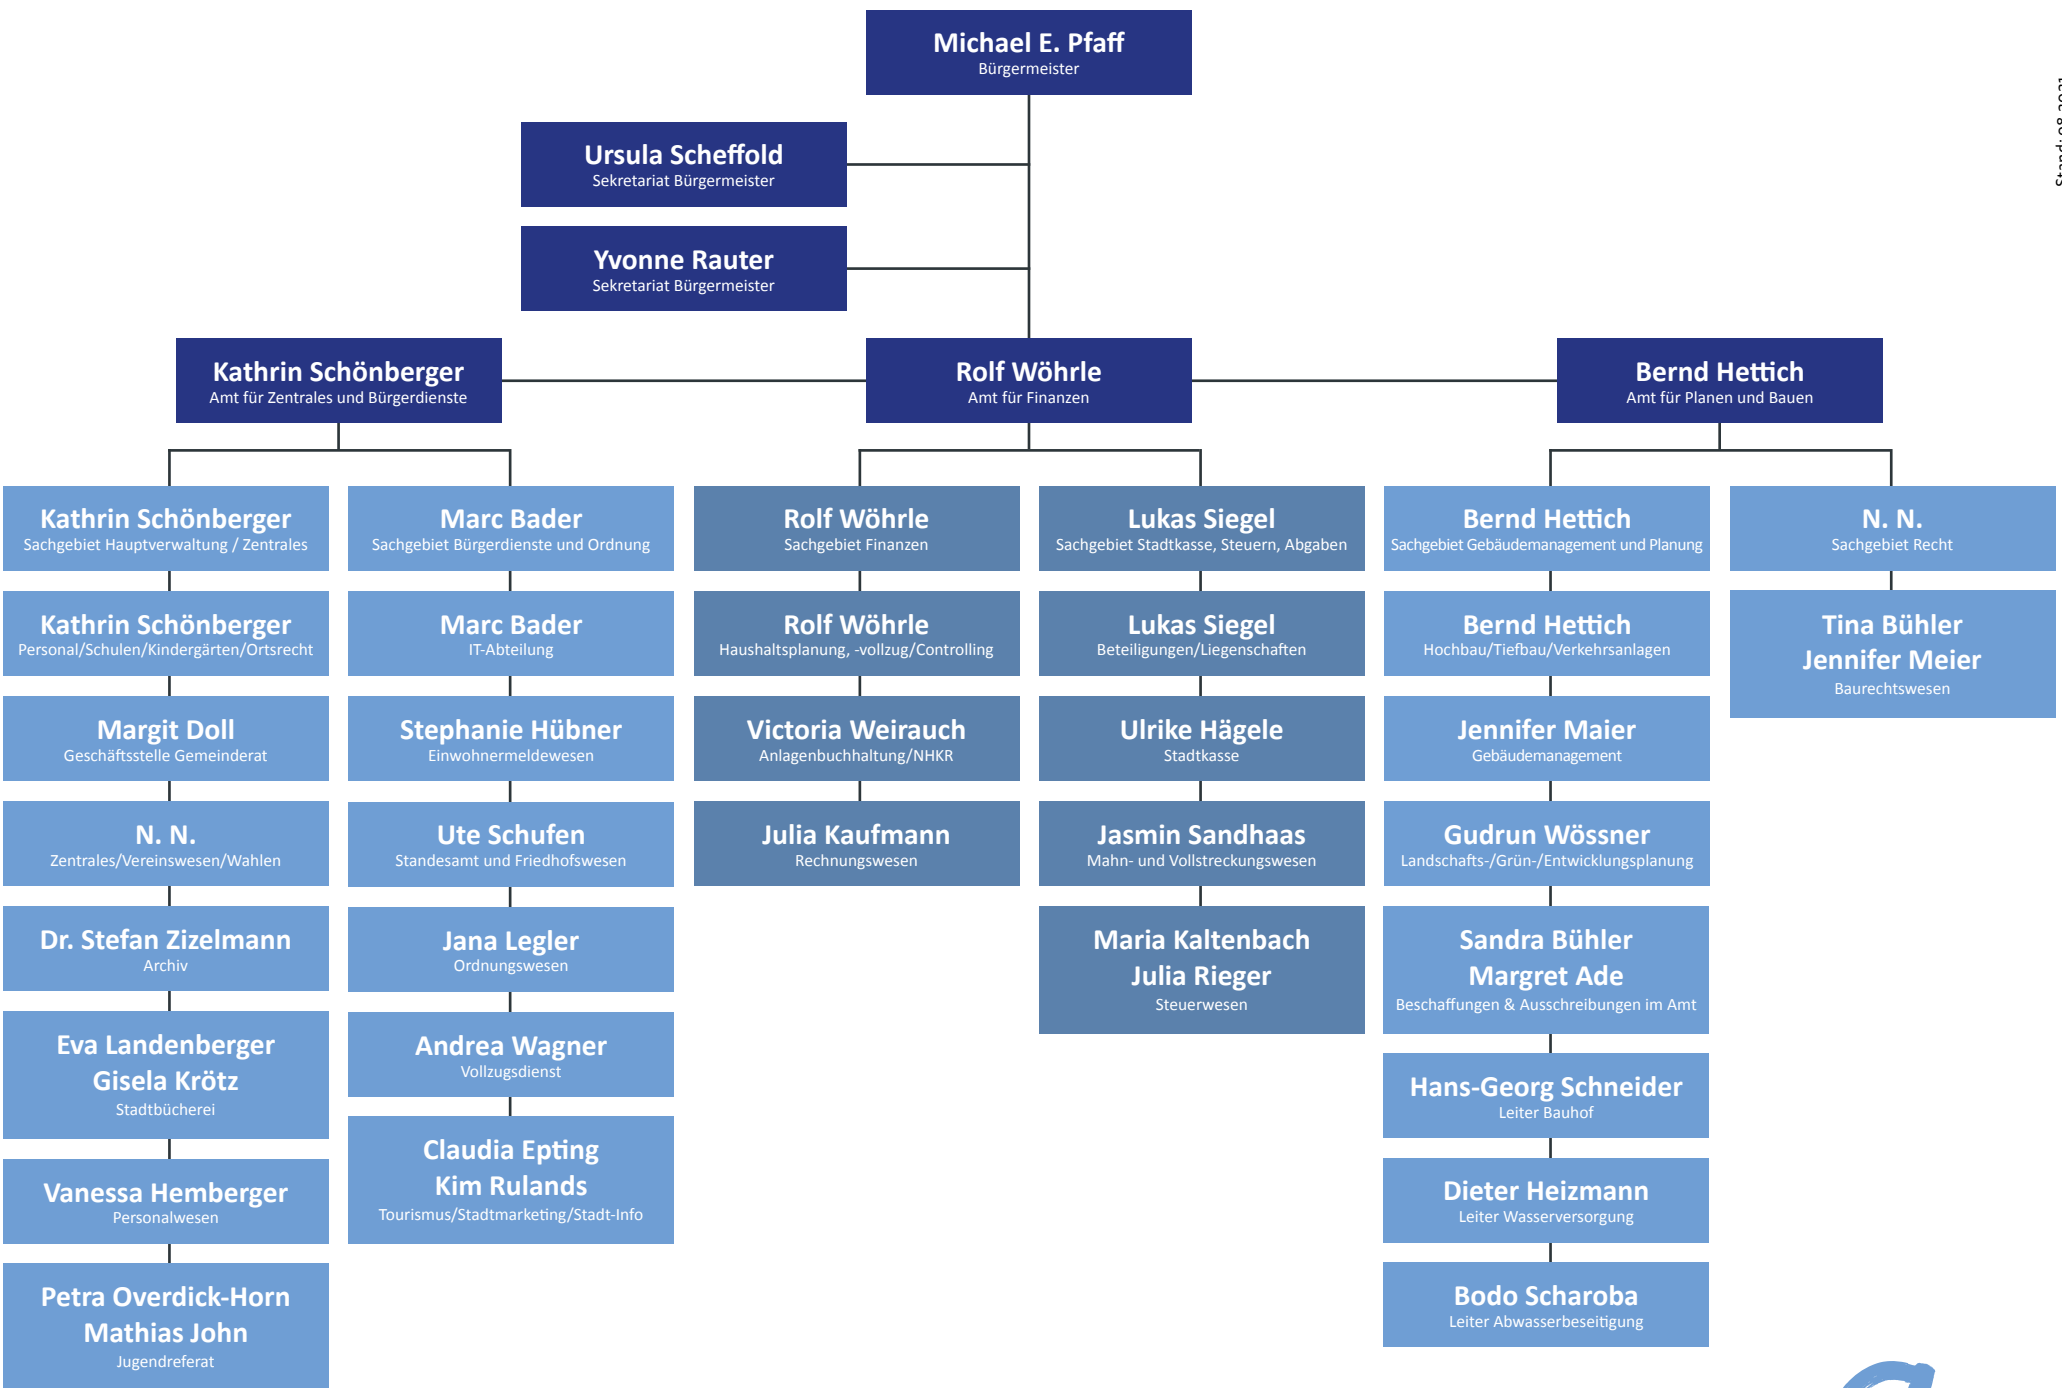 Michael E. Pfaff
Bürgermeister
Stand: 08.2021
Ursula Scheffold
Sekretariat Bürgermeister
Yvonne Rauter
Sekretariat Bürgermeister
Kathrin Schönberger
Amt für Zentrales und Bürgerdienste
Rolf Wöhrle
Amt für Finanzen
Bernd Hettich
Amt für Planen und Bauen
Kathrin Schönberger
Sachgebiet Hauptverwaltung / Zentrales
Kathrin Schönberger
Personal/Schulen/Kindergärten/Ortsrecht
Margit Doll
Geschäftsstelle Gemeinderat
N. N.
Zentrales/Vereinswesen/Wahlen
Dr. Stefan Zizelmann
Archiv
Eva Landenberger
Gisela Krötz
Stadtbücherei
Vanessa Hemberger
Personalwesen
Petra Overdick-Horn
Mathias John
Jugendreferat
Marc Bader
Sachgebiet Bürgerdienste und Ordnung
Marc Bader
IT-Abteilung
Stephanie Hübner
Einwohnermeldewesen
Ute Schufen
Standesamt und Friedhofswesen
Jana Legler
Ordnungswesen
Andrea Wagner
Vollzugsdienst
Claudia Epting
Kim Rulands
Tourismus/Stadtmarketing/Stadt-Info
Rolf Wöhrle
Sachgebiet Finanzen
Rolf Wöhrle
Haushaltsplanung, -vollzug/Controlling
Victoria Weirauch
Anlagenbuchhaltung/NHKR
Julia Kaufmann
Rechnungswesen
Lukas Siegel
Sachgebiet Stadtkasse, Steuern, Abgaben
Lukas Siegel
Beteiligungen/Liegenschaften
Ulrike Hägele
Stadtkasse
Jasmin Sandhaas
Mahn- und Vollstreckungswesen
Maria Kaltenbach
Julia Rieger
Steuerwesen
Bernd Hettich
Sachgebiet Gebäudemanagement und Planung
Bernd Hettich
Hochbau/Tiefbau/Verkehrsanlagen
Jennifer Maier
Gebäudemanagement
Gudrun Wössner
Landschafts-/Grün-/Entwicklungsplanung
Sandra Bühler
Margret Ade
Beschaffungen & Ausschreibungen im Amt
Hans-Georg Schneider
Leiter Bauhof
Dieter Heizmann
Leiter Wasserversorgung
Bodo Scharoba
Leiter Abwasserbeseitigung
N. N.
Sachgebiet Recht
Tina Bühler
Jennifer Meier
Baurechtswesen